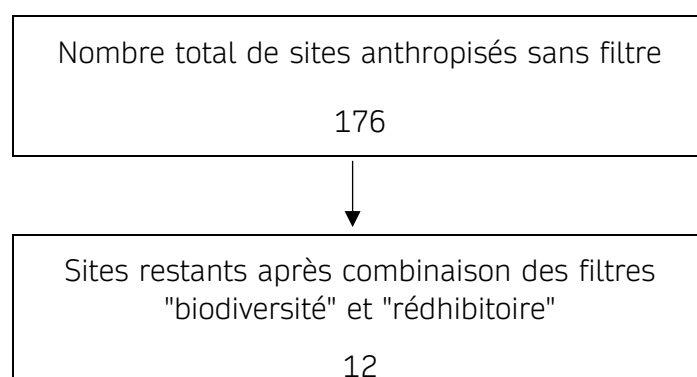 Nombre total de sites anthropisés sans filtre
176
Sites restants après combinaison des filtres
"biodiversité" et "rédhibitoire"
12